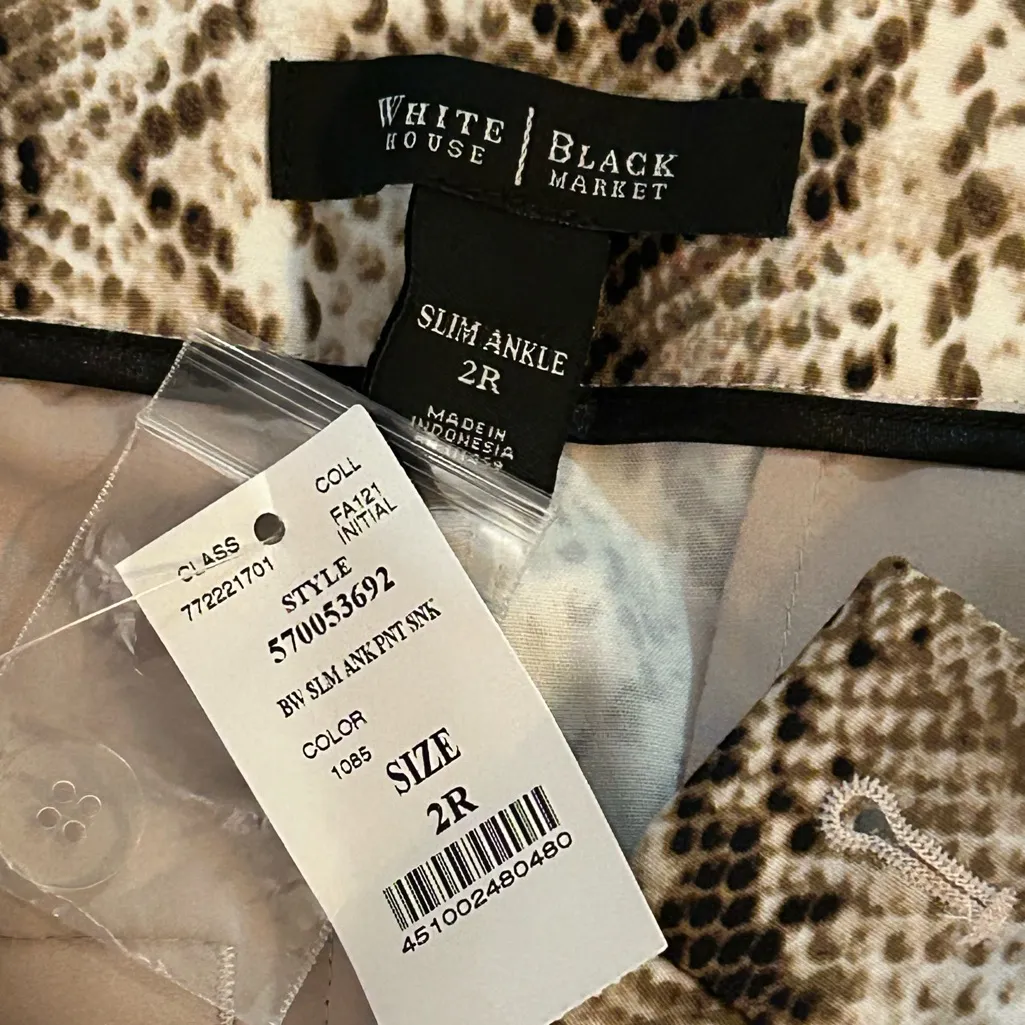 WHITE HOUSE | BLACK MARKET
SLIM ANKLE
2R
MADE IN
INDONESIA
COLL
FA121
INITIAL
CLASS
772221701
STYLE
570053692
BW SLM ANK PNT SNK
COLOR
1085
SIZE
2R
451002480480